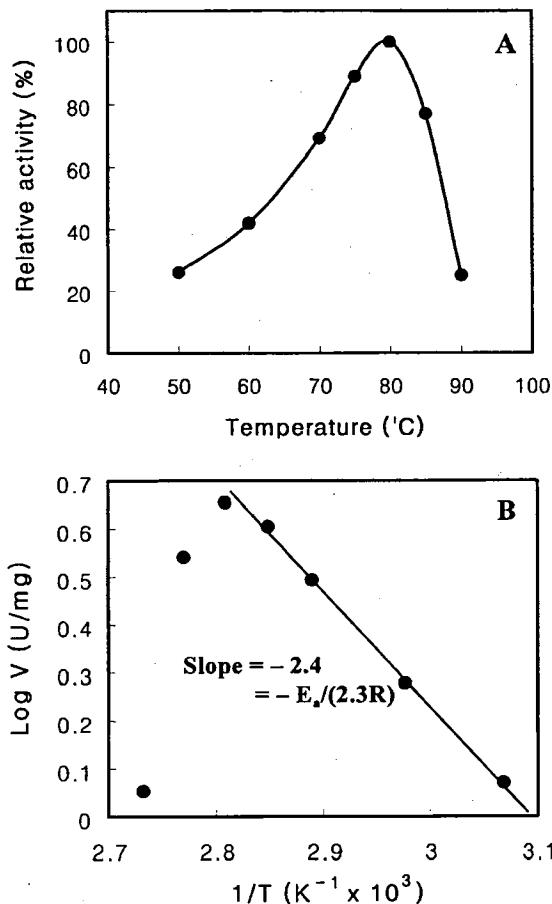 A
Relative activity (%)
100
80
60
40
20
0
40 50 60 70 80 90 100
Temperature ('C)
B
Log V (U/mg)
0.7
0.6
0.5
0.4
0.3
0.2
0.1
0
Slope = − 2.4
= − Eₐ/(2.3R)
2.7 2.8 2.9 3 3.1
1/T (K⁻¹ x 10³)